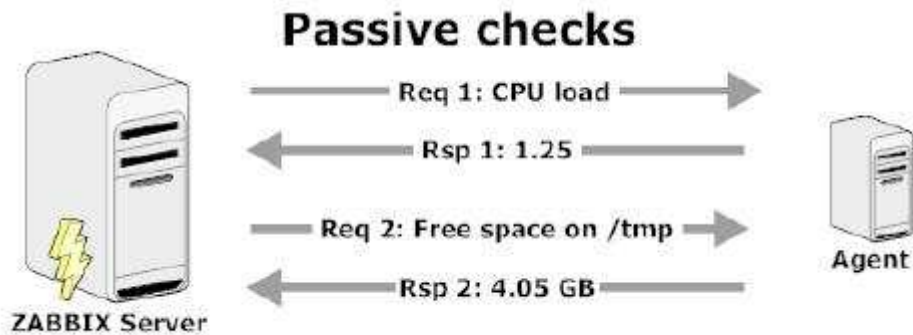 Passive checks
Req 1: CPU load
Rsp 1: 1.25
Req 2: Free space on /tmp
Rsp 2: 4.05 GB
Agent
ZABBIX Server